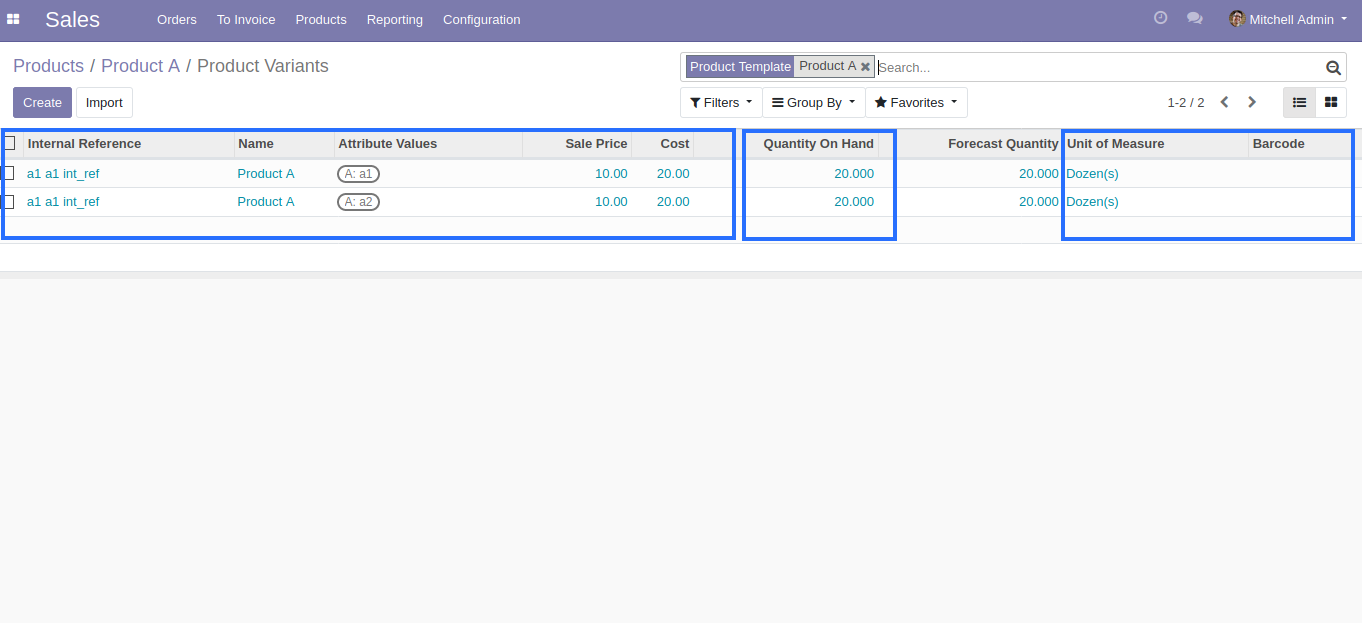 Sales Orders To Invoice Products Reporting Configuration Mitchell Admin
Products / Product A / Product Variants
Product Template Product A Search...
Create Import Filters Group By Favorites 1-2 / 2
Internal Reference Name Attribute Values Sale Price Cost Quantity On Hand Forecast Quantity Unit of Measure Barcode
a1 a1 int_ref Product A A: a1 10.00 20.00 20.000 20.000 Dozen(s)
a1 a1 int_ref Product A A: a2 10.00 20.00 20.000 20.000 Dozen(s)